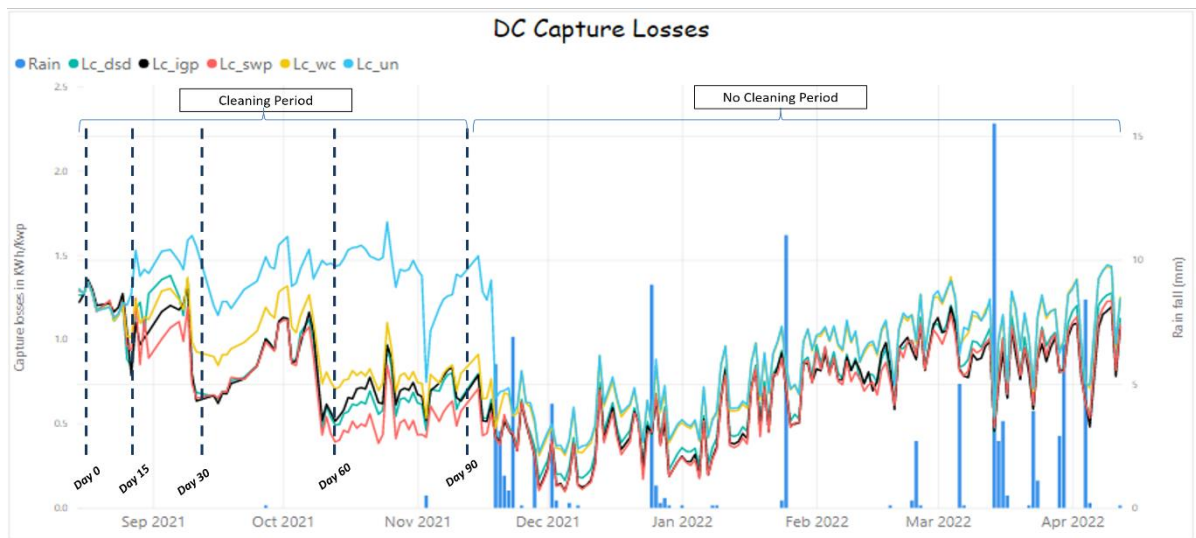 DC Capture Losses
Rain Lc_dsd Lc_igp Lc_swp Lc_wc Lc_un
Cleaning Period
No Cleaning Period
Capture losses in KWh/Kwp
2.5
2.0
1.5
1.0
0.5
0.0
Day 0
Day 15
Day 30
Day 60
Day 90
15
10
5
0
Rain fall (mm)
Sep 2021 Oct 2021 Nov 2021 Dec 2021 Jan 2022 Feb 2022 Mar 2022 Apr 2022